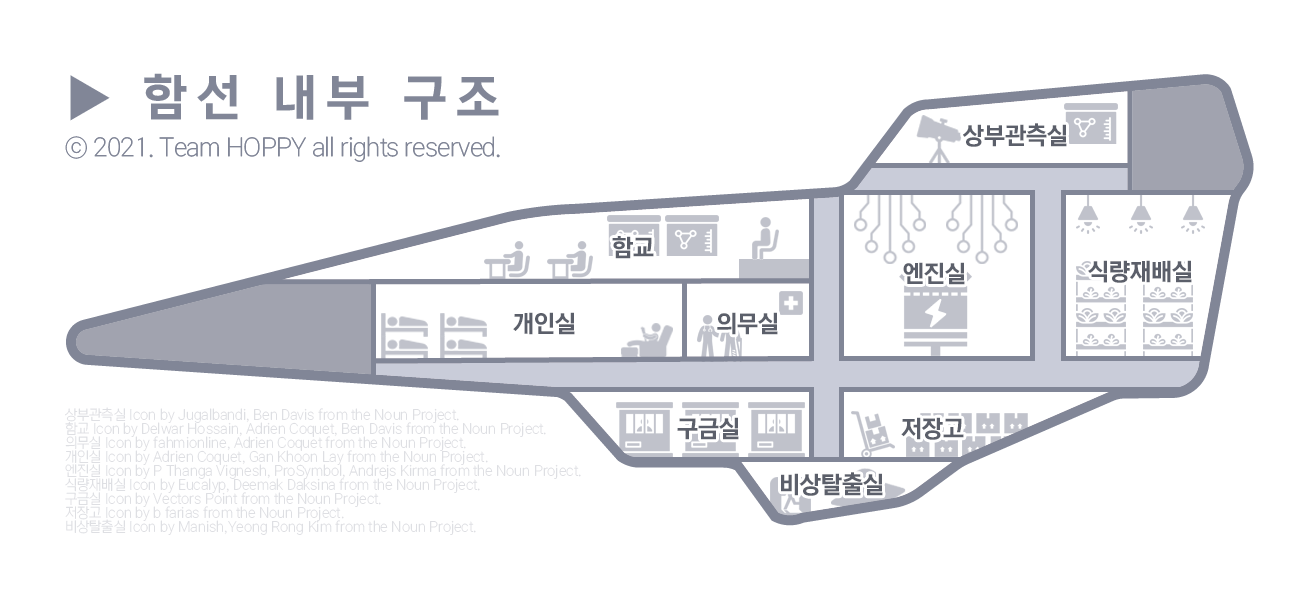 ▶ 함선 내부 구조
© 2021. Team HOPPY all rights reserved.
상부관측실
함교
엔진실
식량재배실
개인실
의무실
구금실
저장고
비상탈출실
상부관측실 Icon by Jugalbandi, Ben Davis from the Noun Project.
함교 Icon by Delwar Hossain, Adrien Coquet, Ben Davis from the Noun Project.
의무실 Icon by fahmionline, Adrien Coquet from the Noun Project.
개인실 Icon by Adrien Coquet, Gan Khoon Lay from the Noun Project.
엔진실 Icon by P Thanga Vignesh, ProSymbol, Andrejs Kirma from the Noun Project.
식량재배실 Icon by Eucalyp, Deemak Daksina from the Noun Project.
구금실 Icon by Vectors Point from the Noun Project.
저장고 Icon by b farias from the Noun Project.
비상탈출실 Icon by Manish,Yeong Rong Kim from the Noun Project.